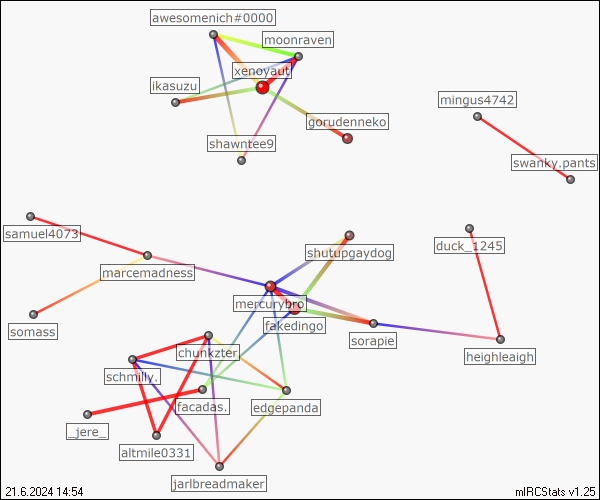 awesomenich#0000
moonraven
xenoyaut
ikasuzu
mingus4742
gorudenneko
shawntee9
swanky.pants
samuel4073
duck_1245
shutupgaydog
marcemadness
mercurybro
fakedingo
somass
sorapie
chunkzter.
heighleaigh
schmilly.
facadas.
edgepanda
_jere_
altmile0331
jarlbreadmaker
21.6.2024 14:54
mIRCStats v1.25